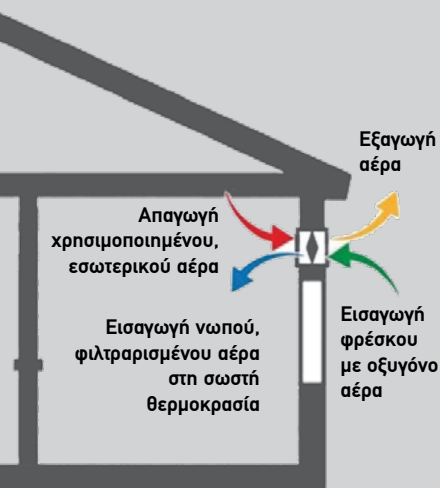 Εξαγωγή
αέρα
Απαγωγή
χρησιμοποιημένου,
εσωτερικού αέρα
Εισαγωγή νωπού,
φιλτραρισμένου αέρα
στη σωστή
θερμοκρασία
Εισαγωγή
φρέσκου
με οξυγόνο
αέρα